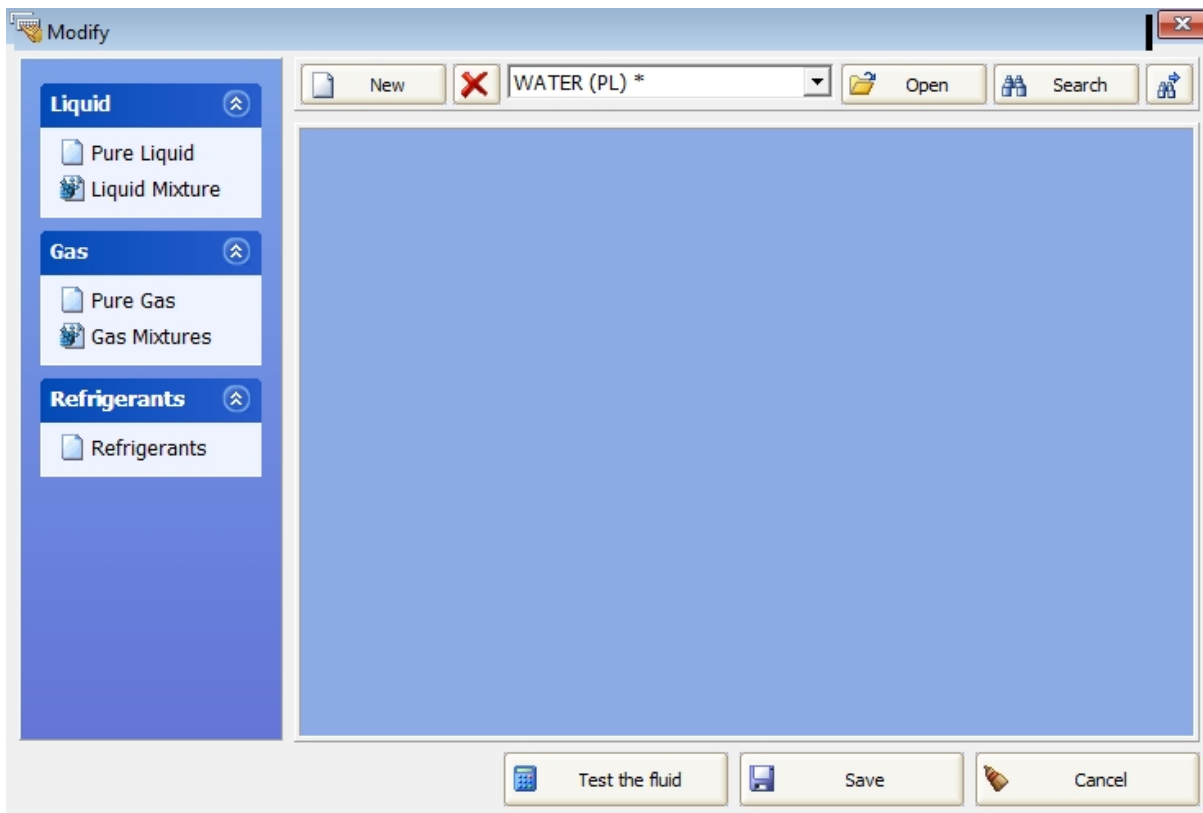 Modify
New
WATER (PL) *
Open
Search
Liquid
Pure Liquid
Liquid Mixture
Gas
Pure Gas
Gas Mixtures
Refrigerants
Refrigerants
Test the fluid
Save
Cancel